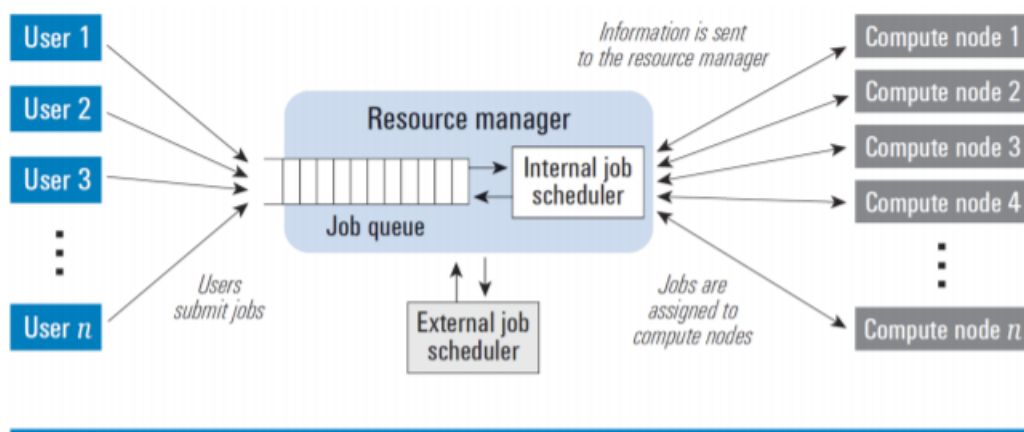 User 1
User 2
User 3
User n
Users
submit jobs
Resource manager
Job queue
Internal job
scheduler
External job
scheduler
Information is sent
to the resource manager
Jobs are
assigned to
compute nodes
Compute node 1
Compute node 2
Compute node 3
Compute node 4
Compute node n